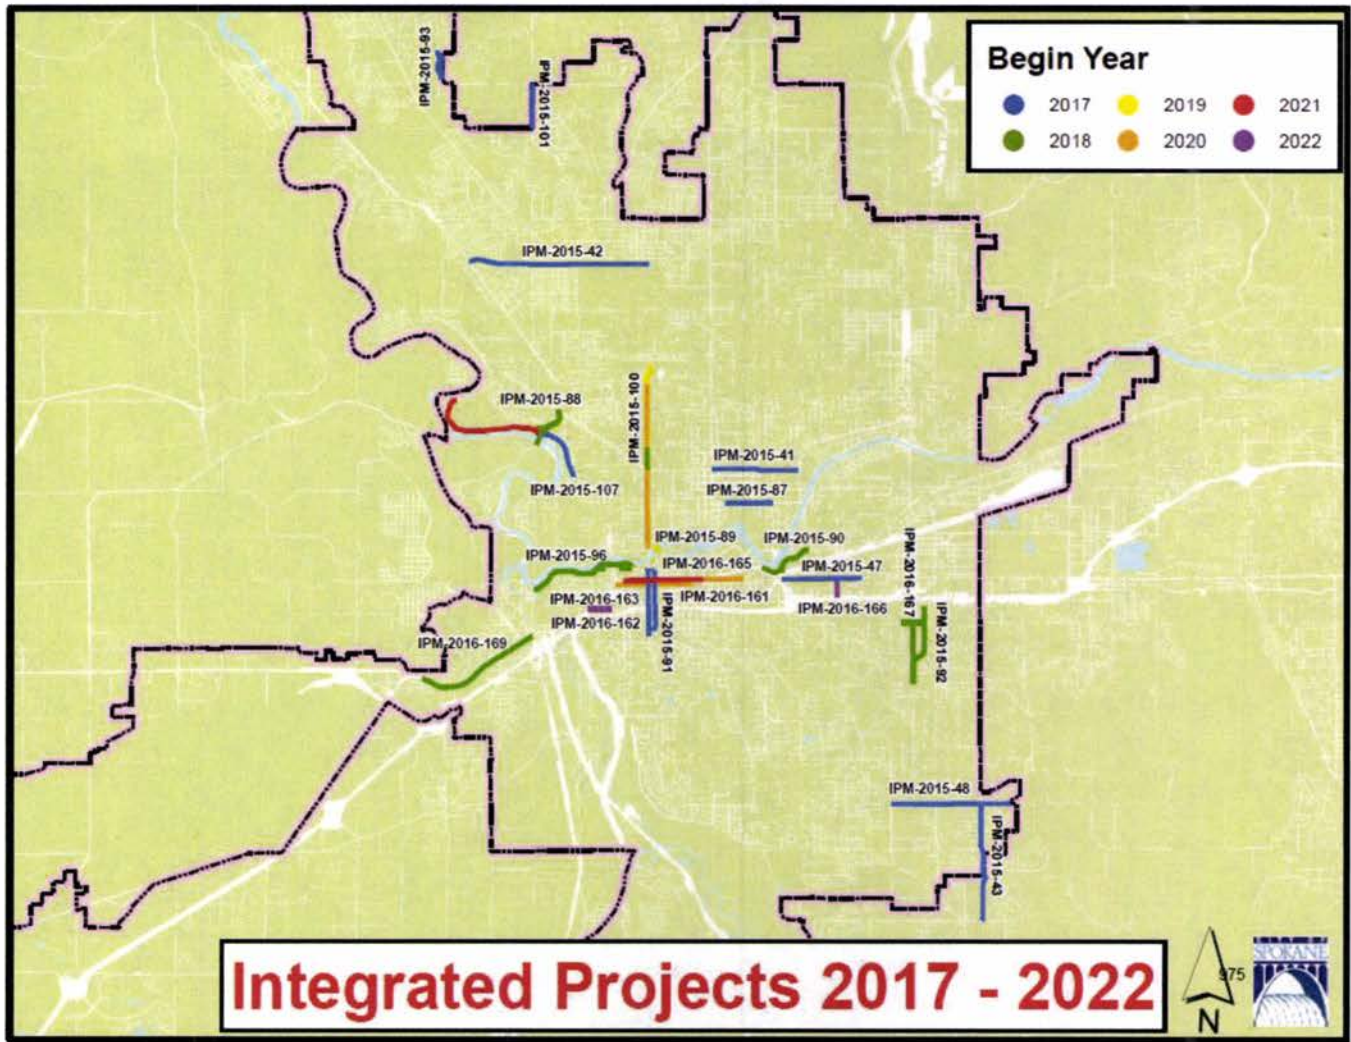 Begin Year
2017 2019 2021
2018 2020 2022
IPM-2015-93
IPM-2015-101
IPM-2015-42
IPM-2015-100
IPM-2015-88
IPM-2015-41
IPM-2015-107
IPM-2015-87
IPM-2015-89
IPM-2015-90
IPM-2015-96
IPM-2016-165
IPM-2015-47
IPM-2016-163
IPM-2016-161
IPM-2016-166
IPM-2016-167
IPM-2016-162
IPM-2015-91
IPM-2015-92
IPM-2016-169
IPM-2015-48
IPM-2015-43
Integrated Projects 2017 - 2022
975
N
SPOKANE